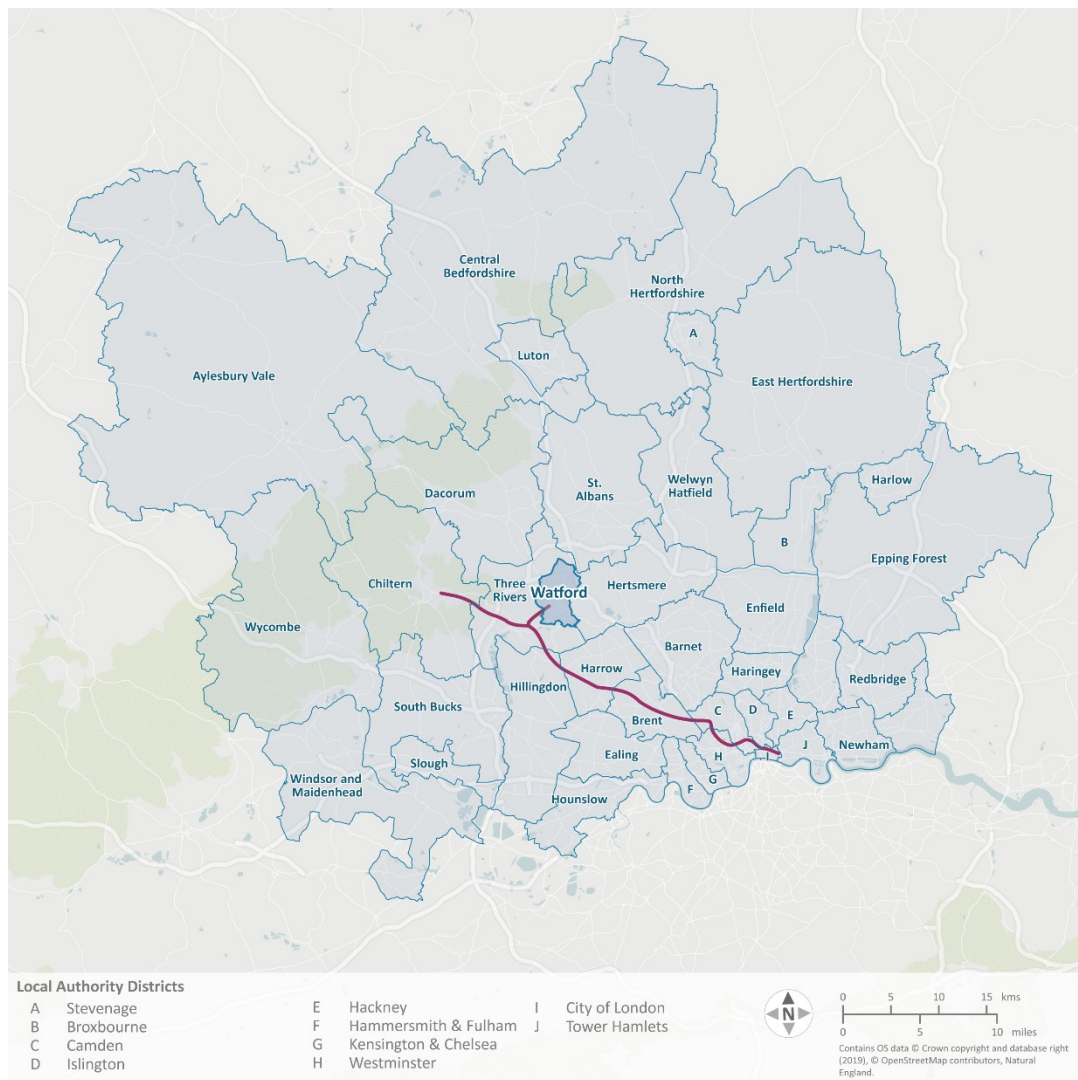 Central
Bedfordshire
North
Hertfordshire
A
Luton
Aylesbury Vale
East Hertfordshire
Harlow
Dacorum
St.
Albans
Welwyn
Hatfield
B
Epping Forest
Chiltern
Three
Rivers
Watford
Hertsmere
Enfield
Wycombe
Barnet
Harrow
Haringey
Redbridge
Hillingdon
South Bucks
Brent
C
D
E
Ealing
H
I
J
Newham
Slough
Windsor and
Maidenhead
G
F
Hounslow
Local Authority Districts
A Stevenage
B Broxbourne
C Camden
D Islington
E Hackney
F Hammersmith & Fulham
G Kensington & Chelsea
H Westminster
I City of London
J Tower Hamlets
N
0 5 10 15 kms
0 5 10 miles
Contains OS data © Crown copyright and database right
(2019), © OpenStreetMap contributors, Natural
England.